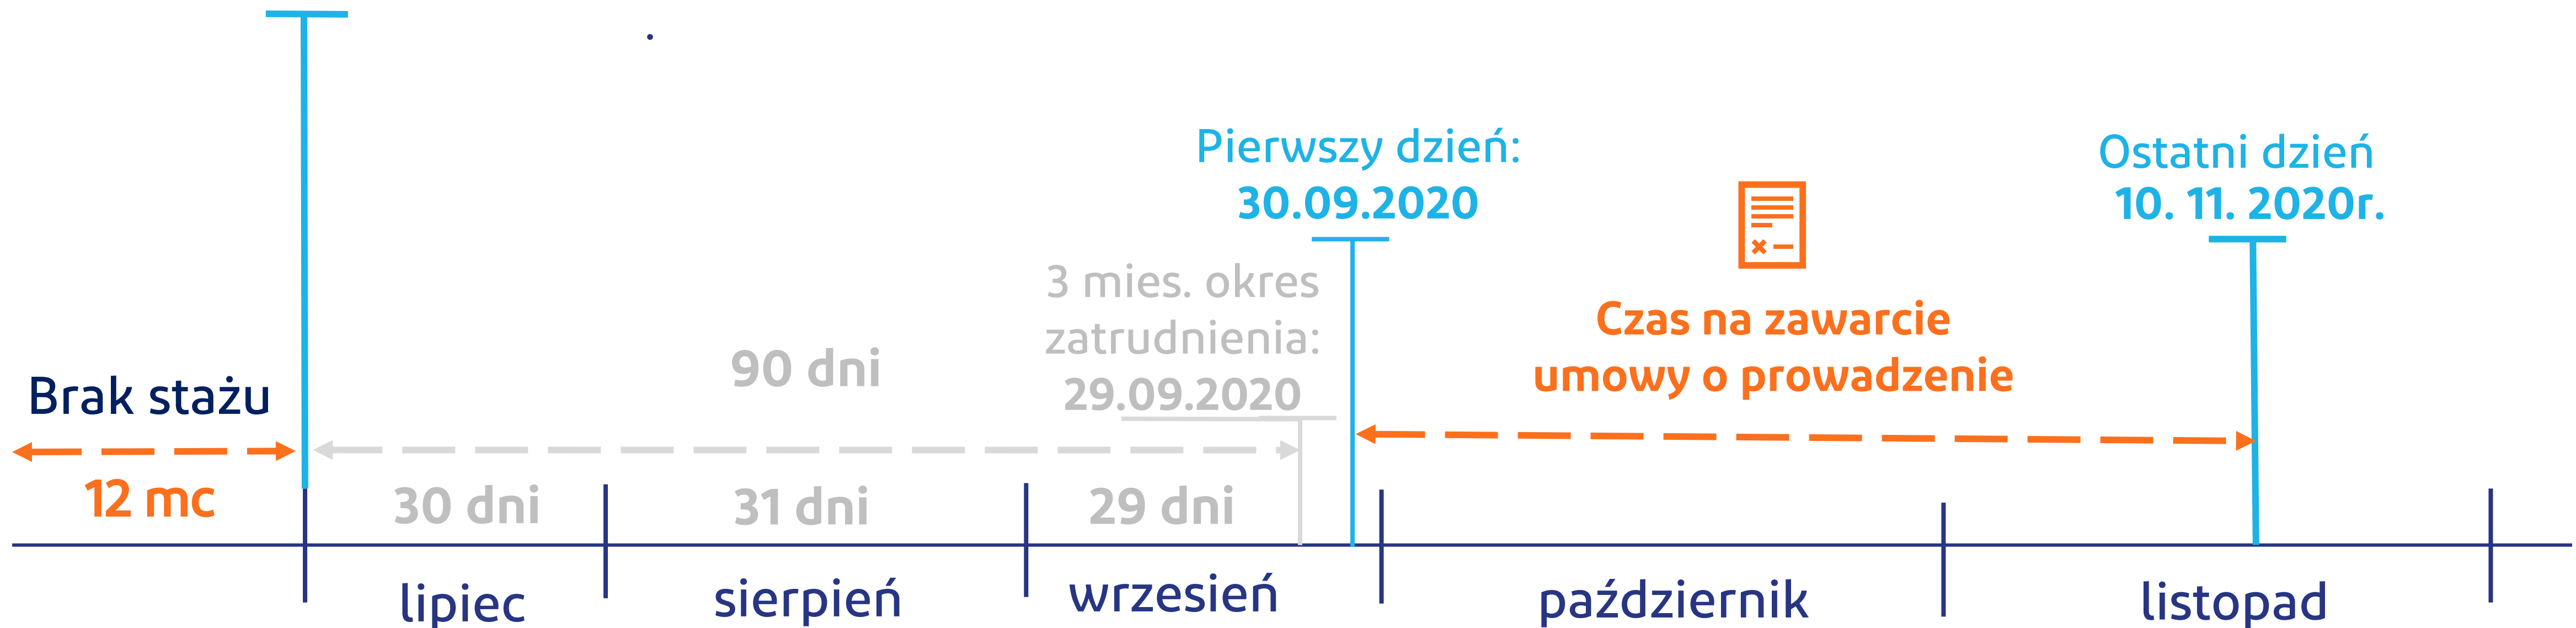 Pierwszy dzień:
30.09.2020
Ostatni dzień
10. 11. 2020r.
3 mies. okres
zatrudnienia:
29.09.2020
Czas na zawarcie
umowy o prowadzenie
90 dni
Brak stażu
12 mc
30 dni
31 dni
29 dni
lipiec
sierpień
wrzesień
październik
listopad